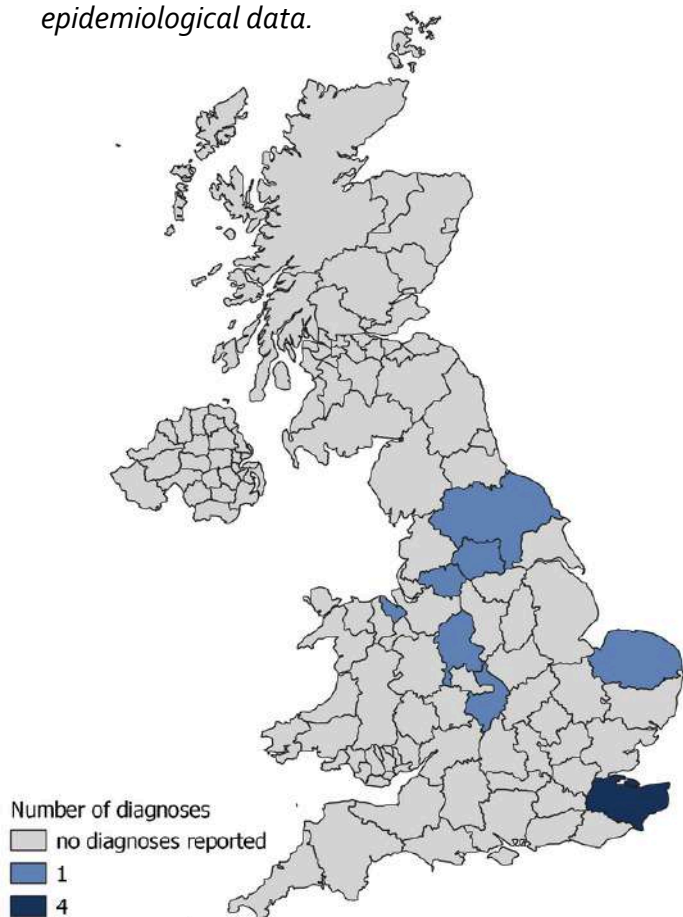 epidemiological data.
Number of diagnoses
no diagnoses reported
1
4